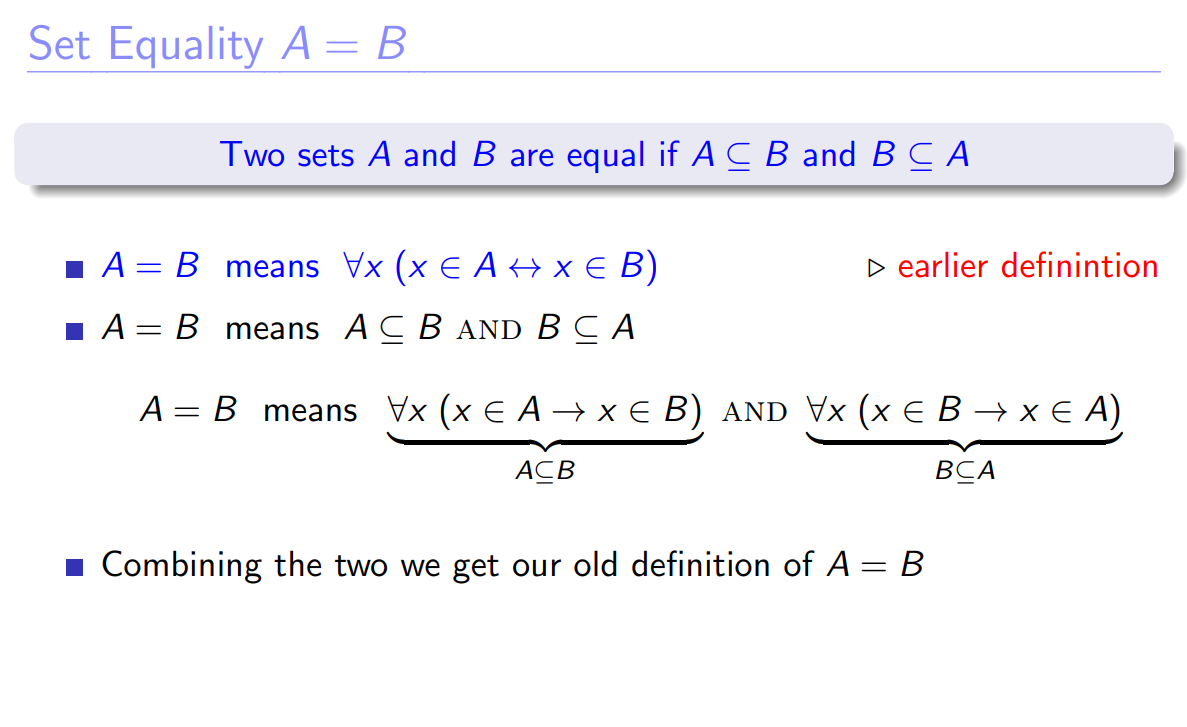 Set Equality A = B
Two sets A and B are equal if A ⊆ B and B ⊆ A
A = B means ∀x (x ∈ A ↔ x ∈ B) ▷ earlier definintion
A = B means A ⊆ B AND B ⊆ A
A = B means ∀x (x ∈ A → x ∈ B) AND ∀x (x ∈ B → x ∈ A)
A⊆B B⊆A
Combining the two we get our old definition of A = B